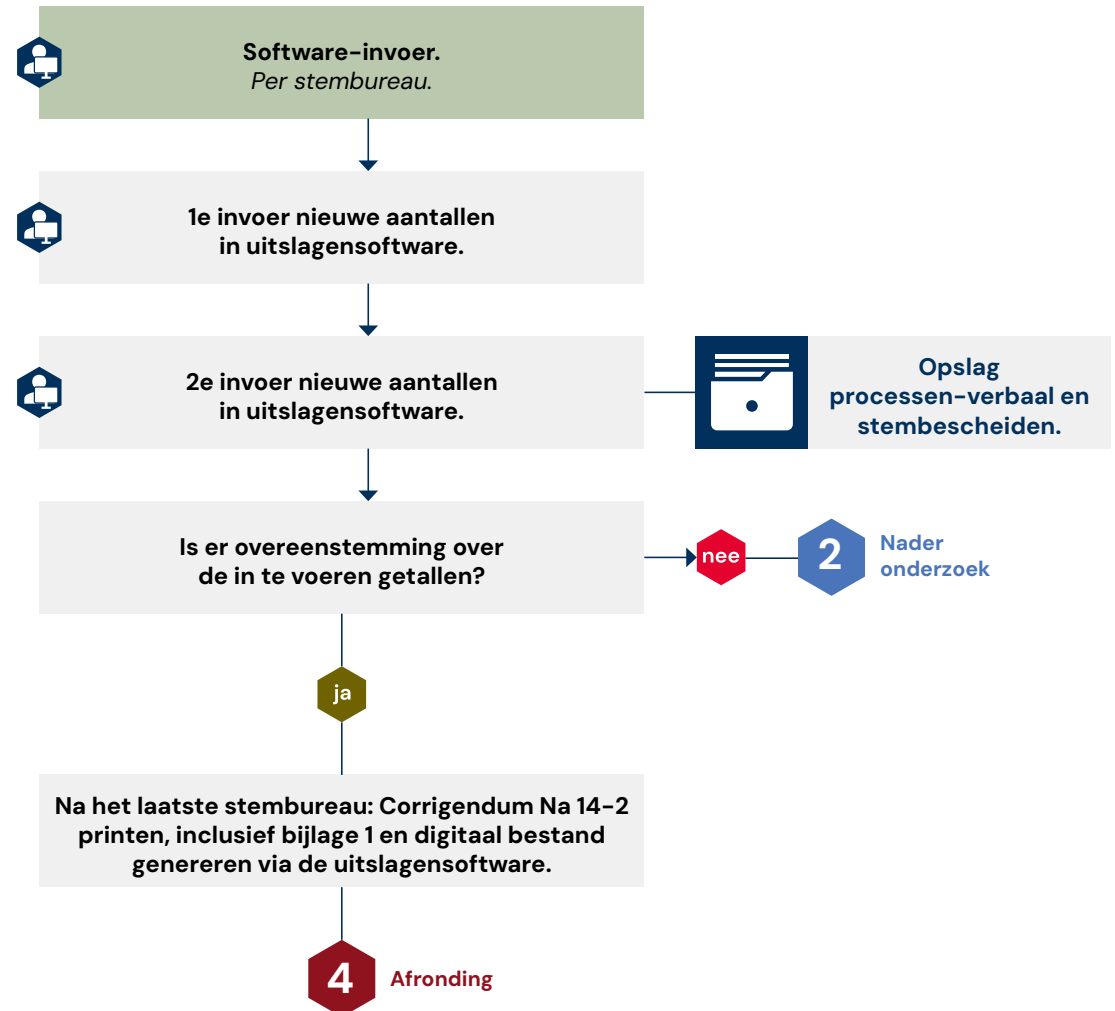 Software-invoer.
Per stembureau.
1e invoer nieuwe aantallen
in uitslagensoftware.
2e invoer nieuwe aantallen
in uitslagensoftware.
Opslag
processen-verbaal en
stembescheiden.
Is er overeenstemming over
de in te voeren getallen?
nee
2
Nader
onderzoek
ja
Na het laatste stembureau: Corrigendum Na 14-2
printen, inclusief bijlage 1 en digitaal bestand
genereren via de uitslagensoftware.
4
Afronding